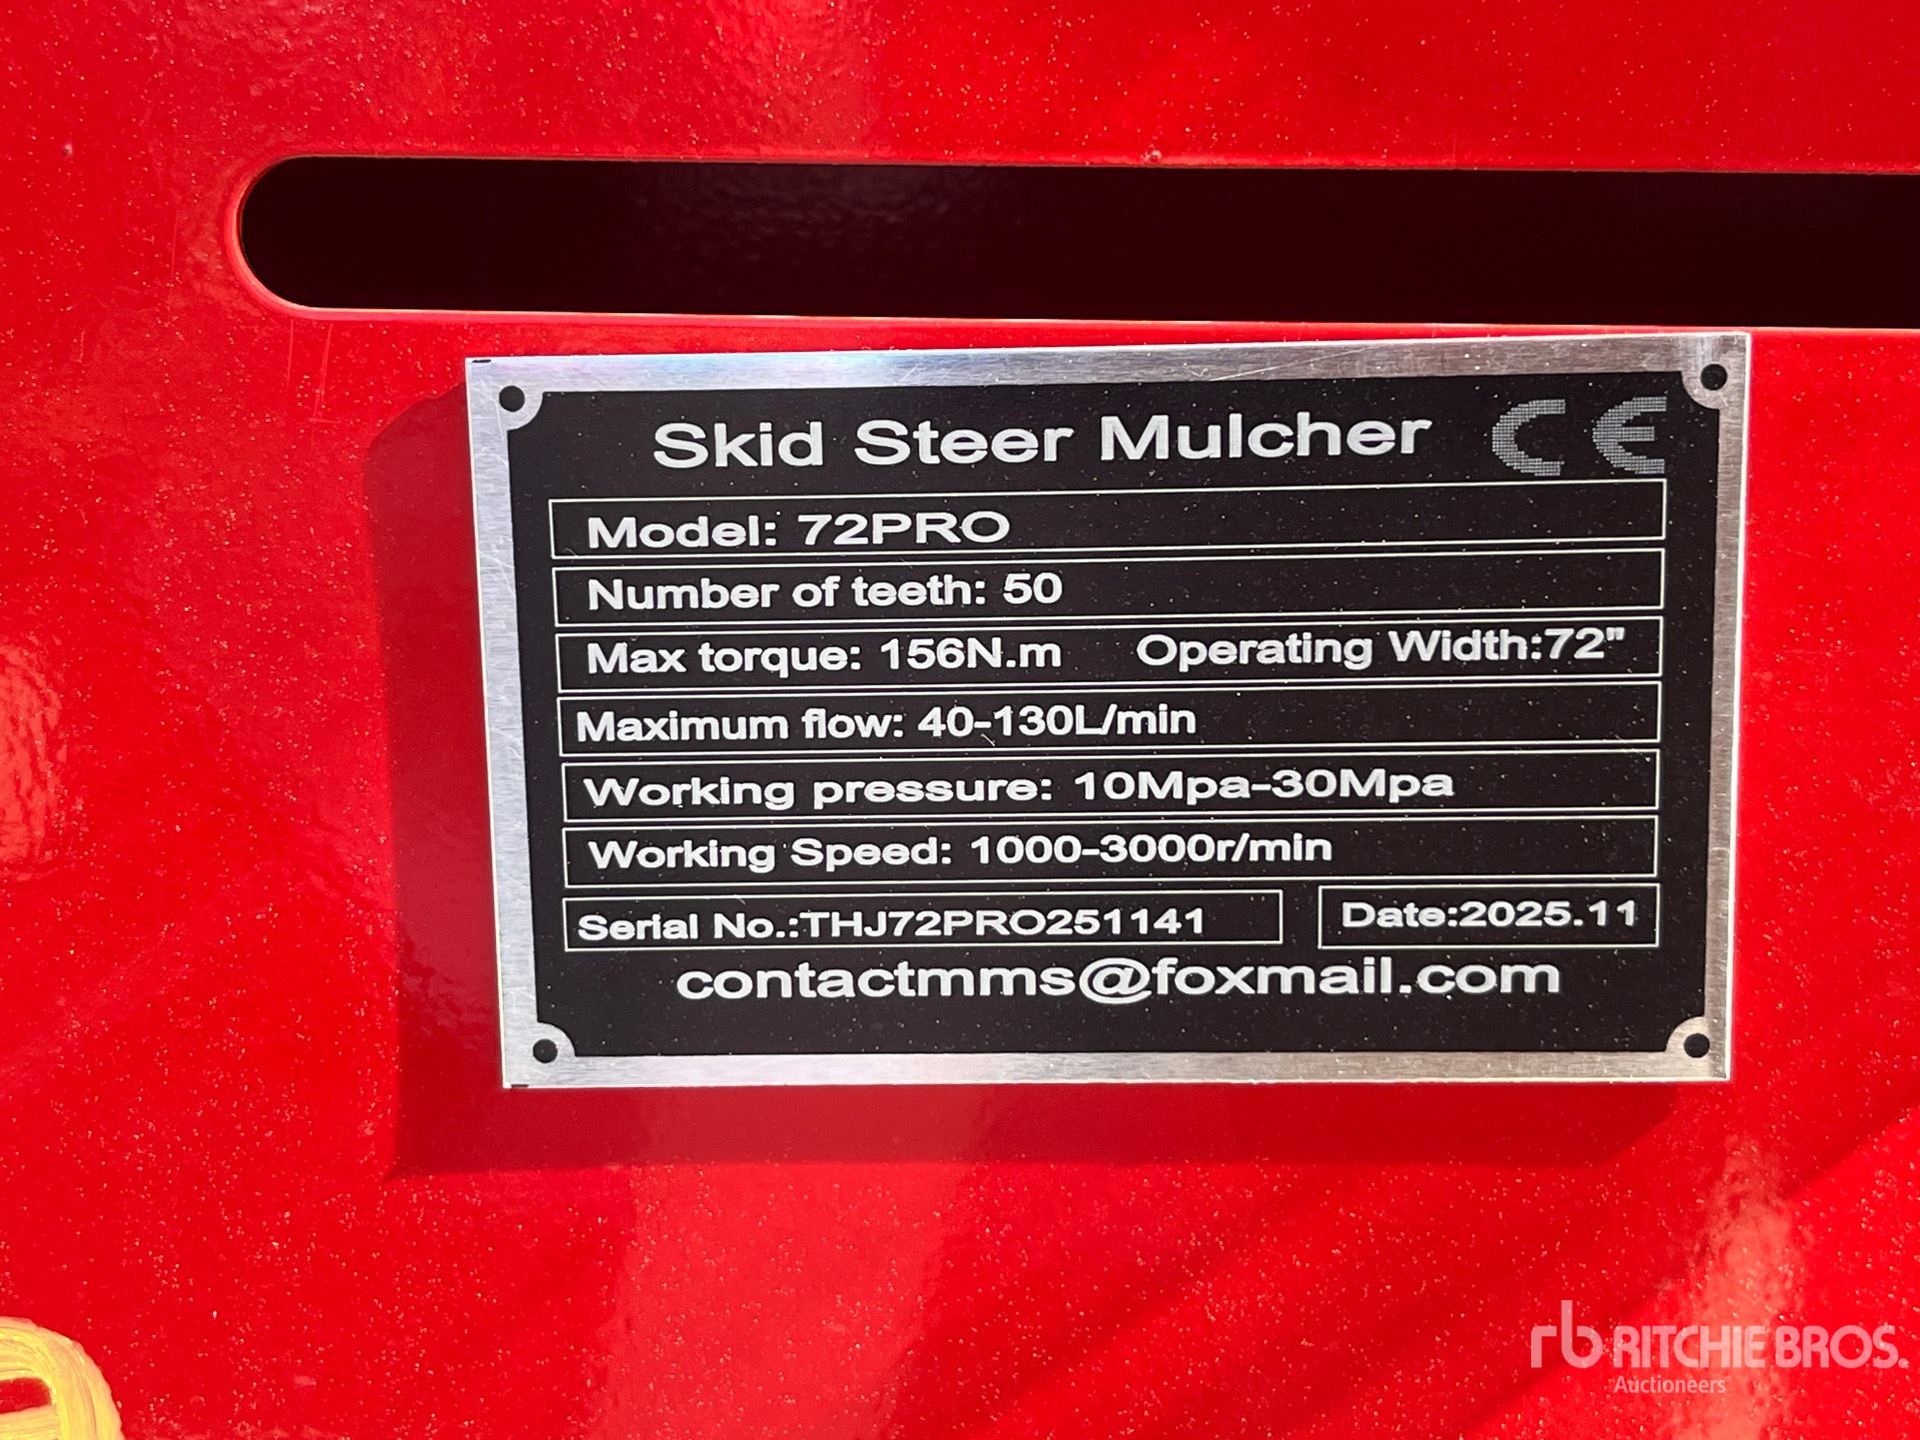 Skid Steer Mulcher CE
Model: 72PRO
Number of teeth: 50
Max torque: 156N.m Operating Width:72"
Maximum flow: 40-130L/min
Working pressure: 10Mpa-30Mpa
Working Speed: 1000-3000r/min
Serial No.:THJ72PRO251141 Date:2025.11
contactmms@foxmail.com
rb RITCHIE BROS.
Auctioneers